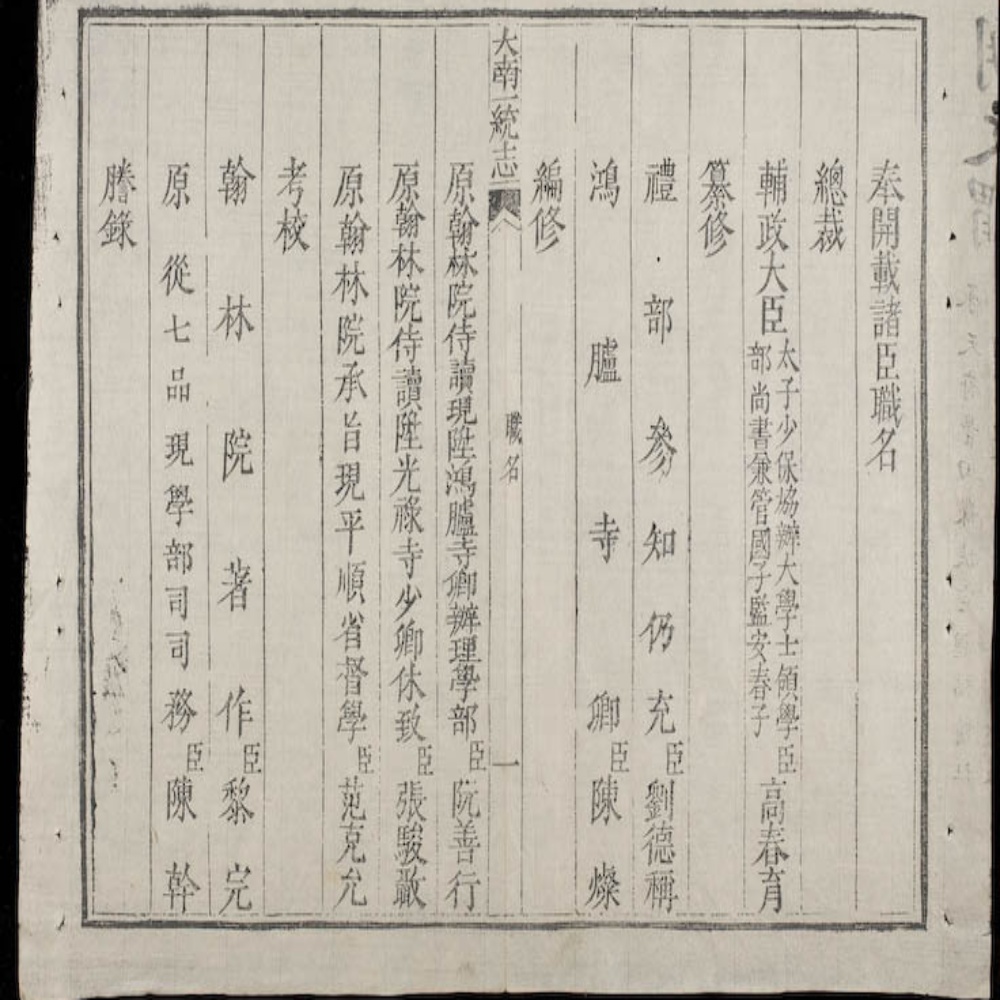 奉開載諸臣職名
總裁
輔政大臣太子少保協辦大學士領學部尚書兼管國子監安春子臣高春育
纂修
禮部參知仍充臣劉德稱
鴻臚寺卿臣陳燦
編修
大南一統志 職名 一
原翰林院侍讀現陞鴻臚寺卿辦理學部臣阮善行
原翰林院侍讀陞光祿寺少卿休致臣張駿
原翰林院承旨現平順省督學臣范克允
考校
翰林院著作臣黎完
原從七品現學部司司務臣陳幹
謄錄